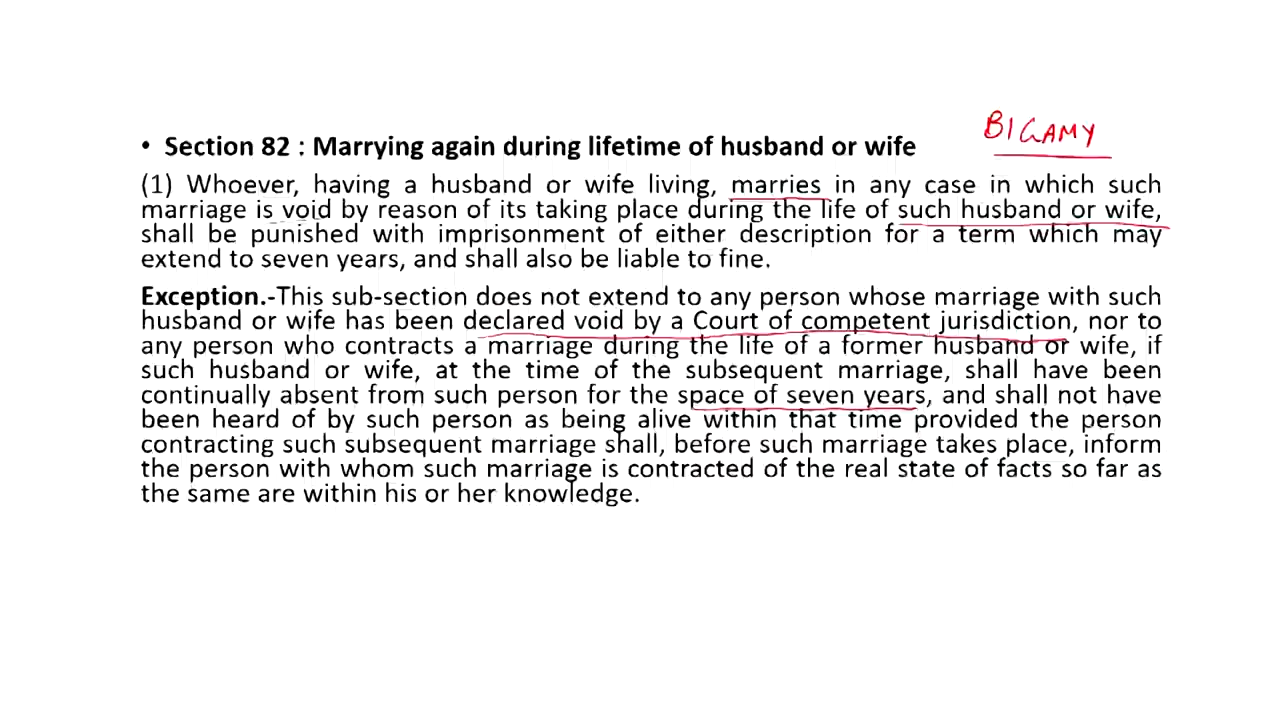 BIGAMY
• Section 82 : Marrying again during lifetime of husband or wife
(1) Whoever, having a husband or wife living, marries in any case in which such
marriage is void by reason of its taking place during the life of such husband or wife,
shall be punished with imprisonment of either description for a term which may
extend to seven years, and shall also be liable to fine.
Exception.-This sub-section does not extend to any person whose marriage with such
husband or wife has been declared void by a Court of competent jurisdiction, nor to
any person who contracts a marriage during the life of a former husband or wife, if
such husband or wife, at the time of the subsequent marriage, shall have been
continually absent from such person for the space of seven years, and shall not have
been heard of by such person as being alive within that time provided the person
contracting such subsequent marriage shall, before such marriage takes place, inform
the person with whom such marriage is contracted of the real state of facts so far as
the same are within his or her knowledge.